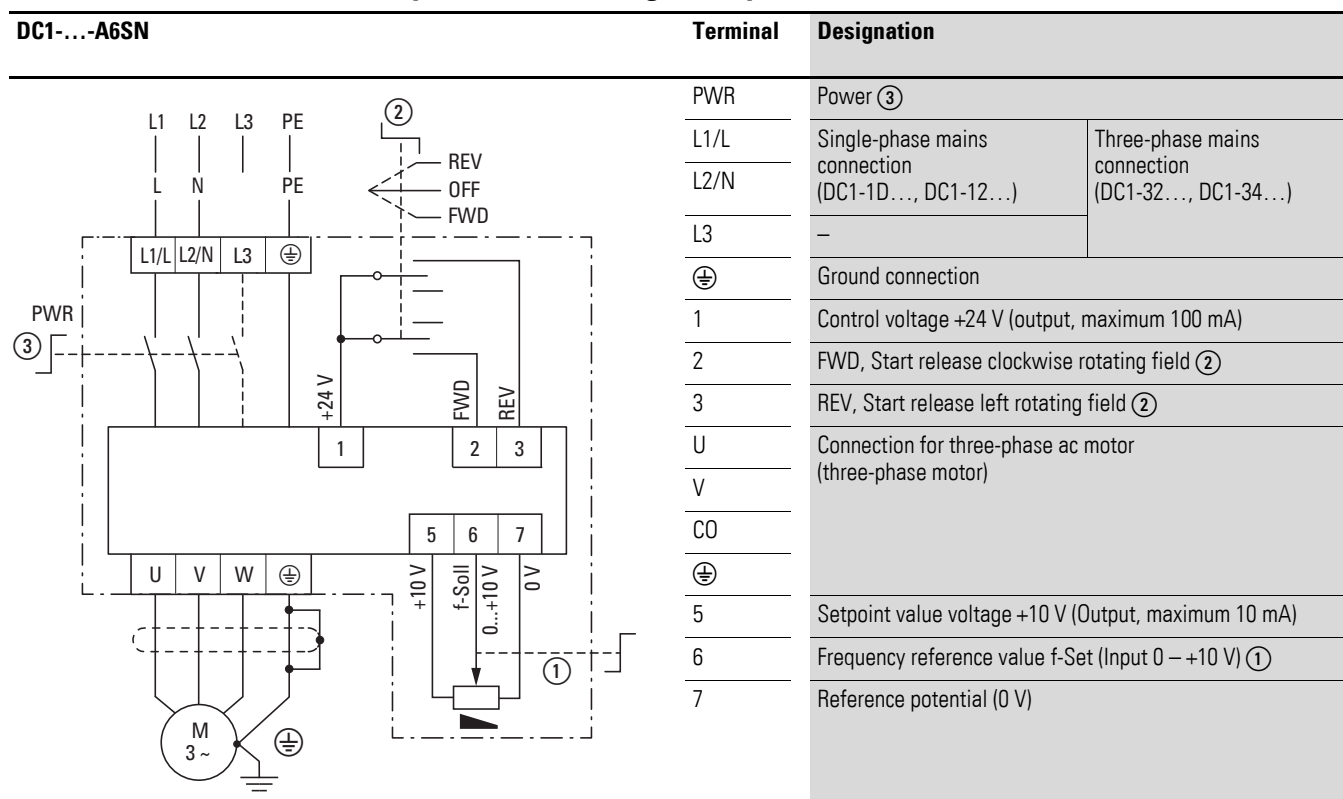 DC1-…-A6SN
Terminal
Designation
L1 L2 L3 PE
L N PE
②
REV
OFF
FWD
L1/L L2/N L3
PWR
③
+24 V
FWD
REV
1 2 3
5 6 7
U V W
+10 V
f-Soll
0...+10 V
0 V
①
M
3 ~
PWR Power ③
L1/L
L2/N
Single-phase mains
connection
(DC1-1D…, DC1-12…)
Three-phase mains
connection
(DC1-32…, DC1-34…)
L3 –
Ground connection
1 Control voltage +24 V (output, maximum 100 mA)
2 FWD, Start release clockwise rotating field ②
3 REV, Start release left rotating field ②
U Connection for three-phase ac motor
(three-phase motor)
V
CO
5 Setpoint value voltage +10 V (Output, maximum 10 mA)
6 Frequency reference value f-Set (Input 0 – +10 V) ①
7 Reference potential (0 V)